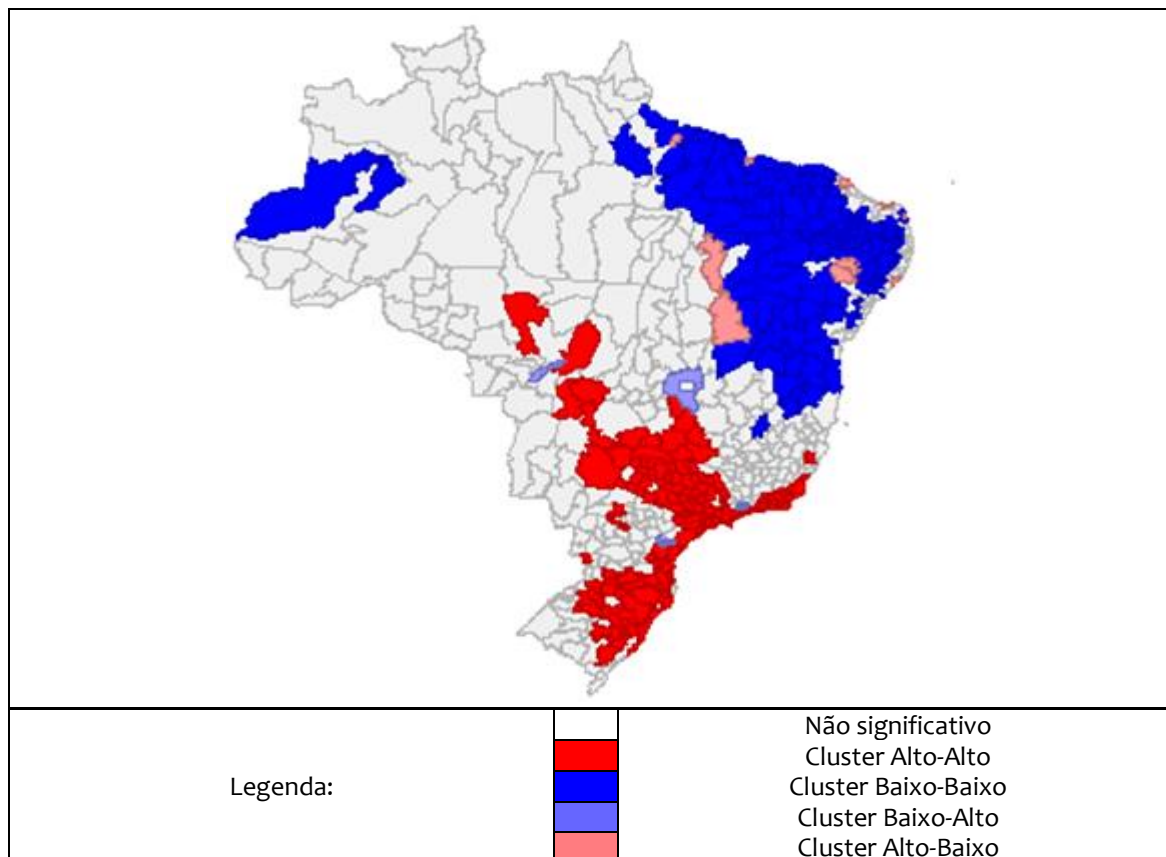 Não significativo
Cluster Alto-Alto
Legenda:
Cluster Baixo-Baixo
Cluster Baixo-Alto
Cluster Alto-Baixo